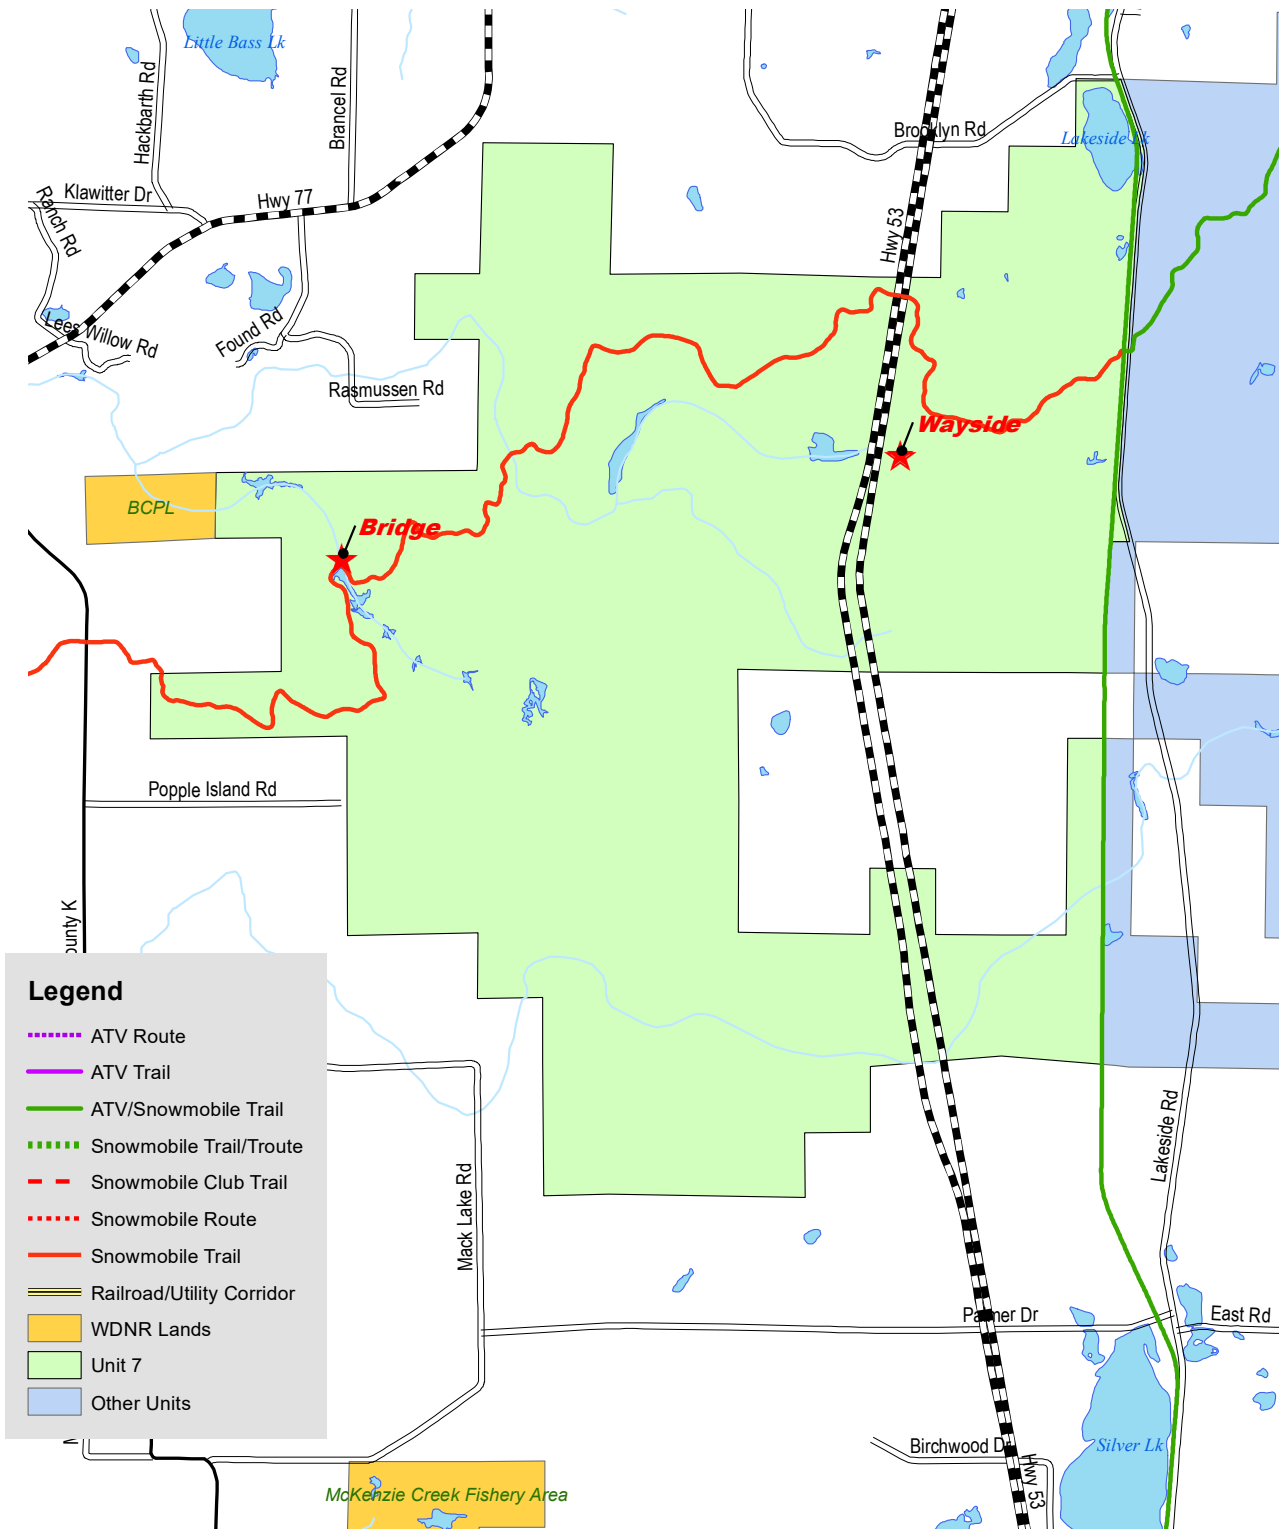 Little Bass Lk
Hackbarth Rd
Brancel Rd
Brooklyn Rd
Lakeside Lk
Klawitter Dr
Hwy 77
Ranch Rd
Hwy 53
Lees Willow Rd
Found Rd
Rasmussen Rd
Wayside
BCPL
Bridge
Popple Island Rd
ounty K
Legend
ATV Route
ATV Trail
ATV/Snowmobile Trail
Snowmobile Trail/Troute
Snowmobile Club Trail
Snowmobile Route
Snowmobile Trail
Railroad/Utility Corridor
WDNR Lands
Unit 7
Other Units
Mack Lake Rd
Lakeside Rd
Palmer Dr
East Rd
Birchwood Dr
Silver Lk
Hwy 53
McKenzie Creek Fishery Area